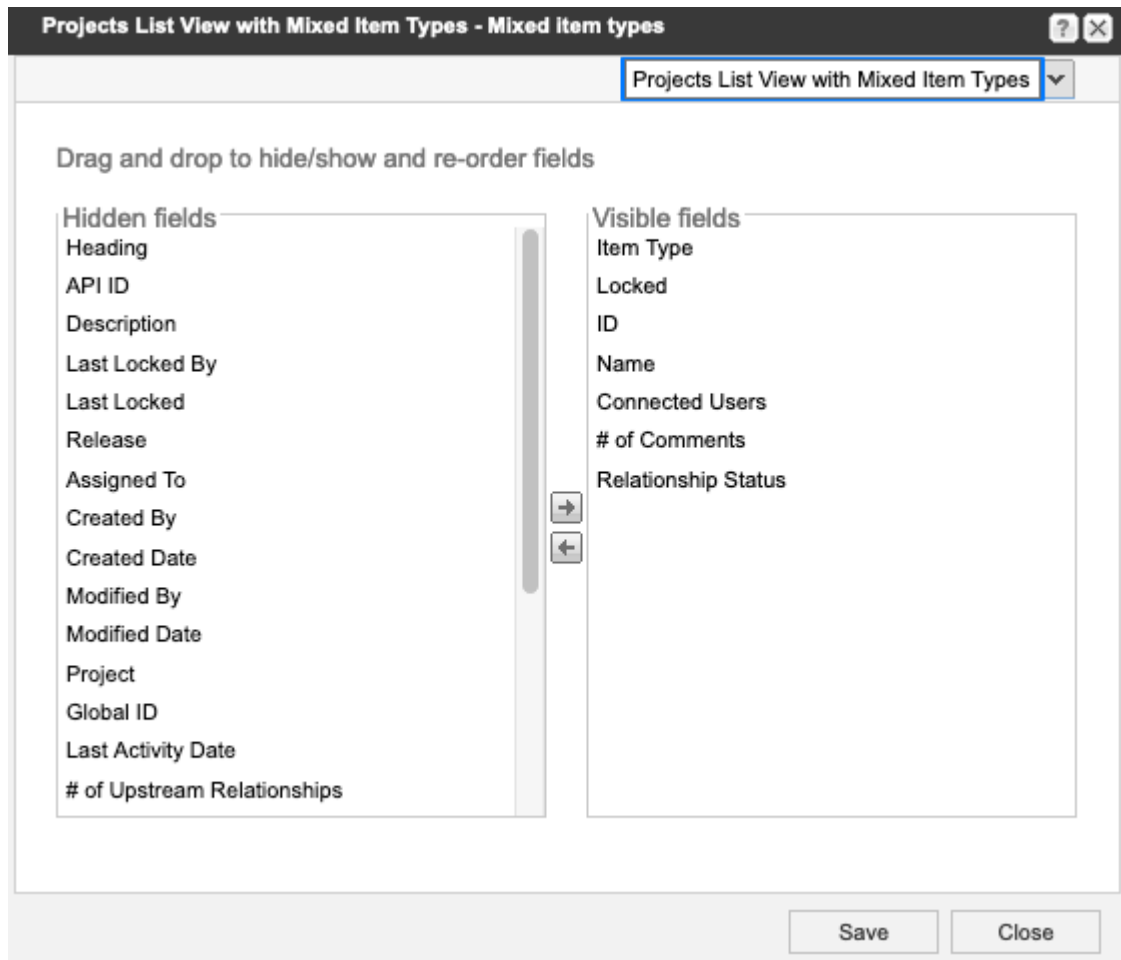 Projects List View with Mixed Item Types - Mixed item types
?
Projects List View with Mixed Item Types
Drag and drop to hide/show and re-order fields
Hidden fields
Heading
API ID
Description
Last Locked By
Last Locked
Release
Assigned To
Created By
Created Date
Modified By
Modified Date
Project
Global ID
Last Activity Date
# of Upstream Relationships
Visible fields
Item Type
Locked
ID
Name
Connected Users
# of Comments
Relationship Status
Save
Close